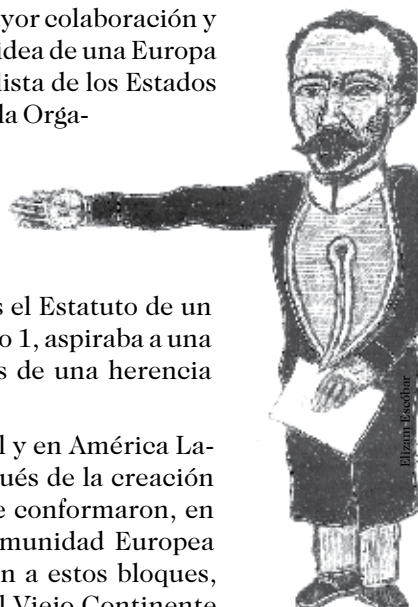 yor colaboración y
idea de una Europa
lista de los Estados
la Orga-
s el Estatuto de un
o 1, aspiraba a una
s de una herencia
l y en América La-
ués de la creación
e conformaron, en
munidad Europea
n a estos bloques,
l Viejo Continente
Elizam Escobar